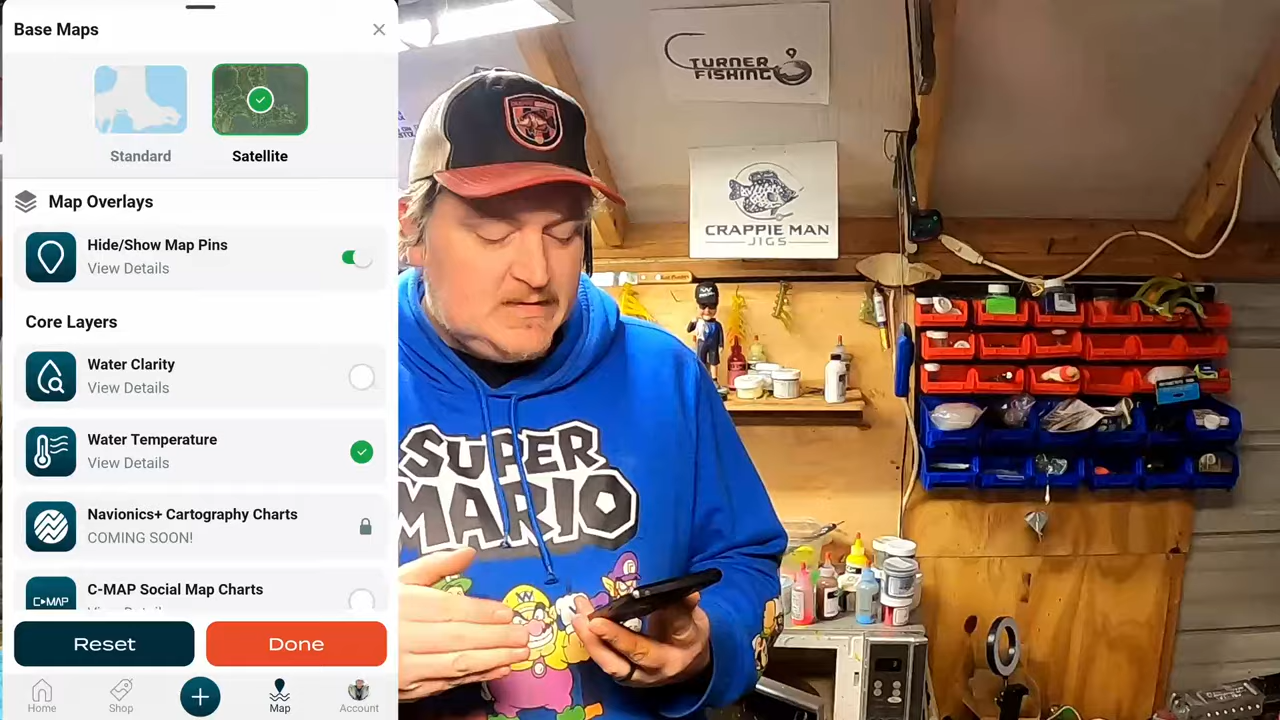 Base Maps
Standard
Satellite
Map Overlays
Hide/Show Map Pins
View Details
Core Layers
Water Clarity
View Details
Water Temperature
View Details
Navionics+ Cartography Charts
COMING SOON!
C-MAP
C-MAP Social Map Charts
View Details
Reset
Done
Home
Shop
Map
Account
TURNER
FISHING
CRAPPIE MAN
JIGS
SUPER
MARIO